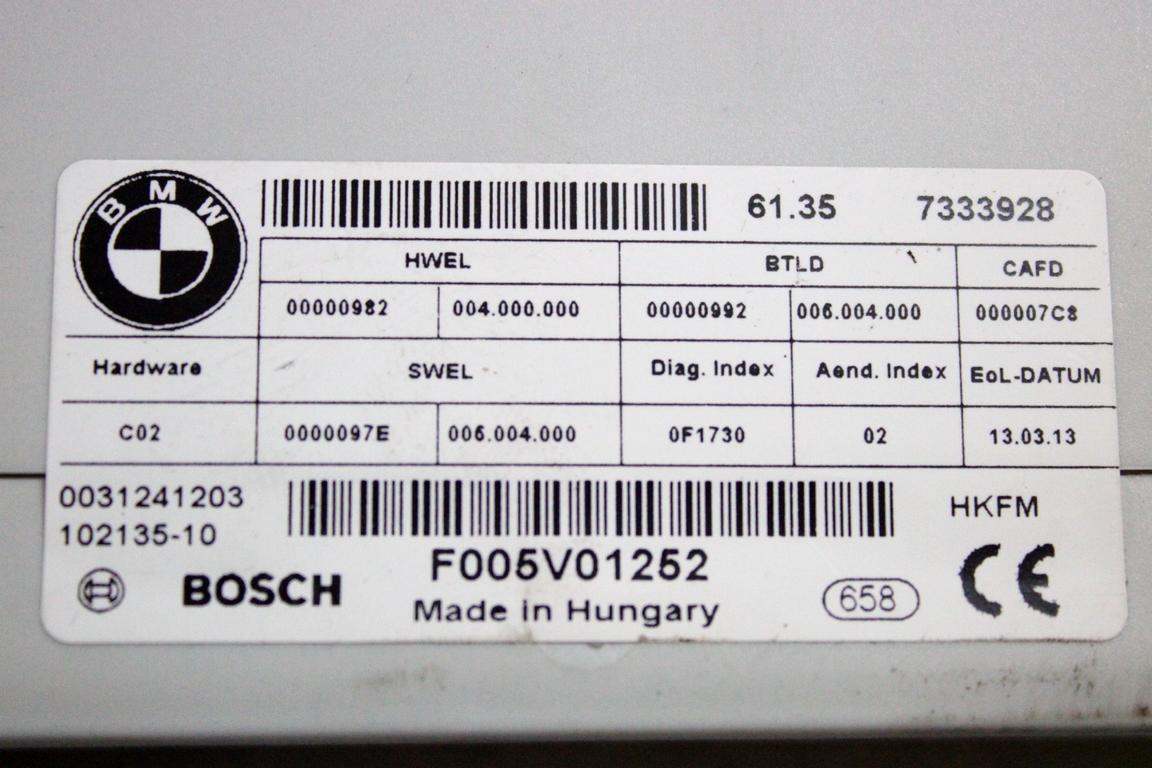 BMW
61.35 7333928
HWEL BTLD CAFD
00000982 004.000.000 00000992 006.004.000 000007C8
Hardware SWEL Diag. Index Aend. Index EoL-DATUM
C02 0000097E 006.004.000 0F1730 02 13.03.13
0031241203
102135-10
HKFM
F005V01252
BOSCH
Made in Hungary
658
CE